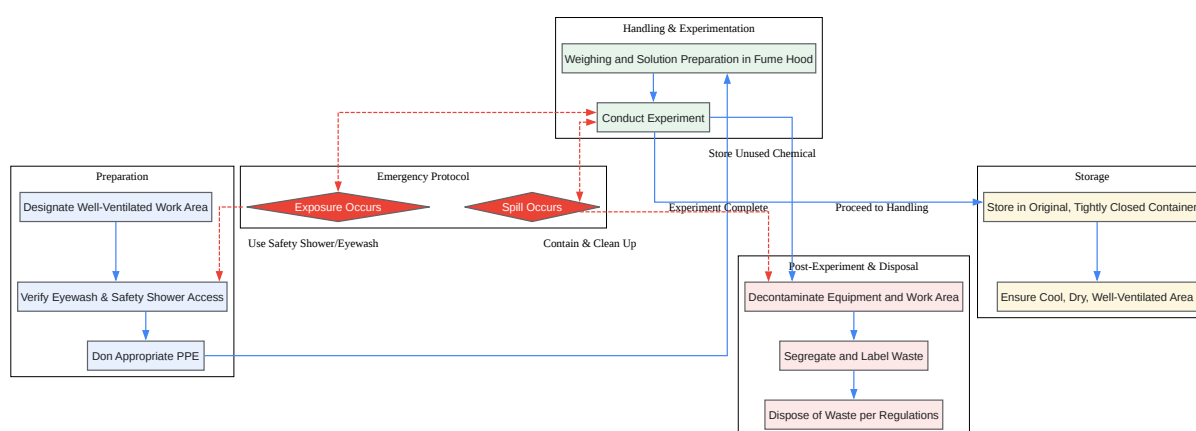 Handling & Experimentation
Weighing and Solution Preparation in Fume Hood
Conduct Experiment
Store Unused Chemical
Preparation
Emergency Protocol
Storage
Designate Well-Ventilated Work Area
Exposure Occurs
Spill Occurs
Experiment Complete
Proceed to Handling
Store in Original, Tightly Closed Container
Use Safety Shower/Eyewash
Contain & Clean Up
Post-Experiment & Disposal
Verify Eyewash & Safety Shower Access
Decontaminate Equipment and Work Area
Ensure Cool, Dry, Well-Ventilated Area
Don Appropriate PPE
Segregate and Label Waste
Dispose of Waste per Regulations